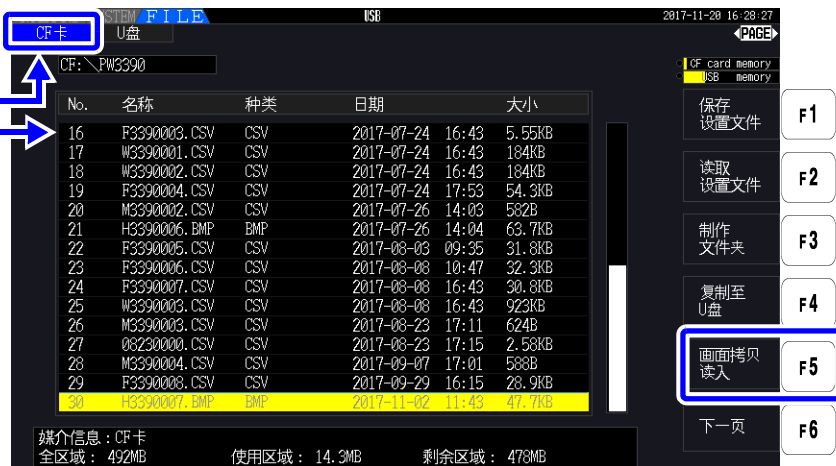 SYSTEM FILE USB 2017-11-20 16:28:27
CF卡 U盘 PAGE
CF:\PW3390
CF card memory
USB memory
No. 名称 种类 日期 大小
16 F3390003.CSV CSV 2017-07-24 16:43 5.55KB
17 W3390001.CSV CSV 2017-07-24 16:43 184KB
18 W3390002.CSV CSV 2017-07-24 16:43 184KB
19 F3390004.CSV CSV 2017-07-24 17:53 54.3KB
20 M3390002.CSV CSV 2017-07-26 14:03 582B
21 H3390006.BMP BMP 2017-07-26 14:04 63.7KB
22 F3390005.CSV CSV 2017-08-03 09:35 31.8KB
23 F3390006.CSV CSV 2017-08-08 10:47 32.3KB
24 F3390007.CSV CSV 2017-08-08 16:43 30.8KB
25 W3390003.CSV CSV 2017-08-08 16:43 923KB
26 M3390003.CSV CSV 2017-08-23 17:11 624B
27 08230000.CSV CSV 2017-08-23 17:15 2.58KB
28 M3390004.CSV CSV 2017-09-07 17:01 588B
29 F3390008.CSV CSV 2017-09-29 16:15 28.9KB
30 H3390007.BMP BMP 2017-11-02 11:43 47.7KB
保存
设置文件
F1
读取
设置文件
F2
制作
文件夹
F3
复制至
U盘
F4
画面拷贝
读入
F5
下一页
F6
媒介信息：CF卡
全区域： 492MB 使用区域： 14.3MB 剩余区域： 478MB